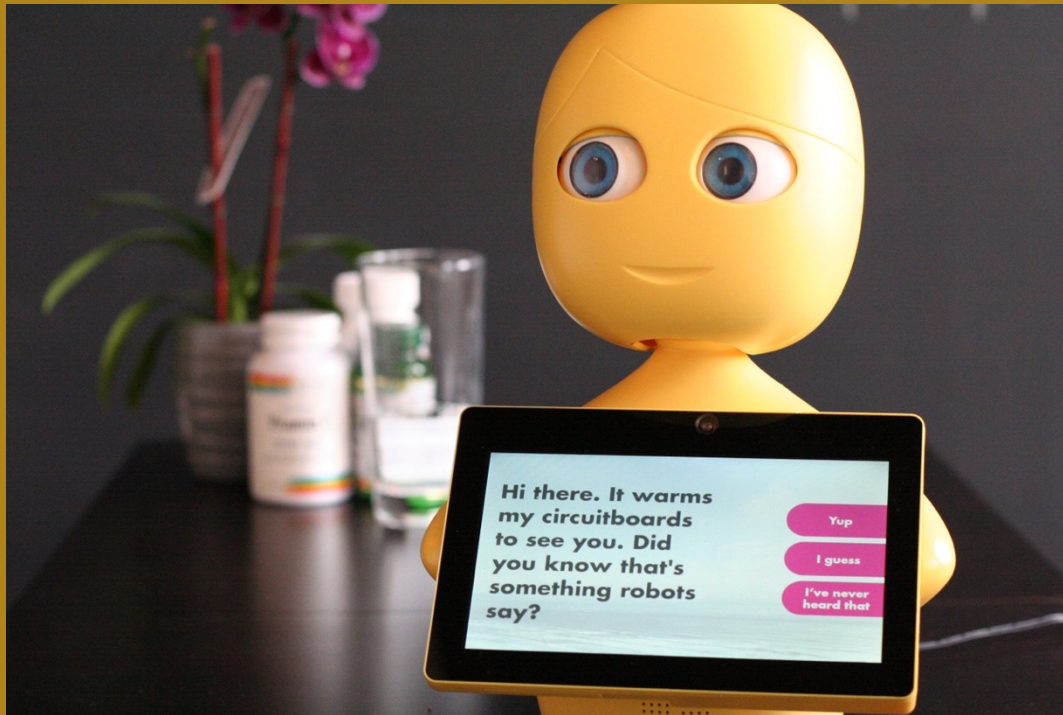 Hi there. It warms
my circuitboards
to see you. Did
you know that's
something robots
say?
Yup
I guess
I've never
heard that